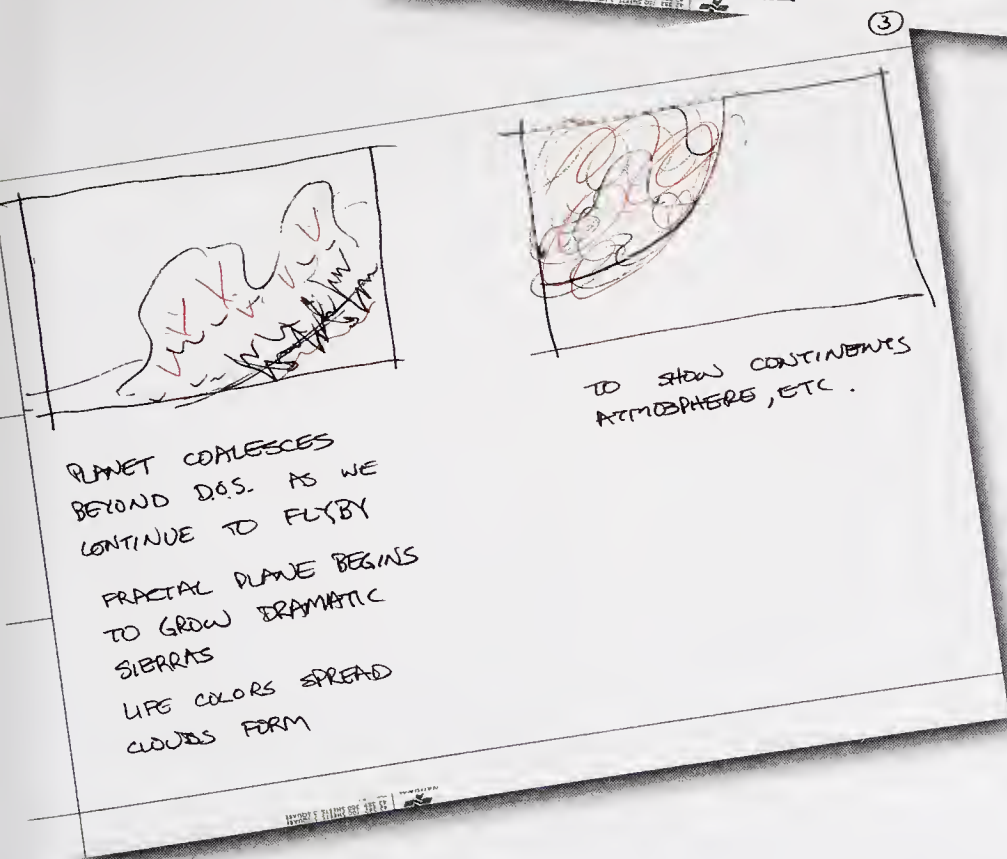 3
PLANET COALESCES
BEYOND D.O.S. AS WE
CONTINUE TO FLYBY
FRACTAL PLANE BEGINS
TO GROW DRAMATIC
SIERRAS
LIFE COLORS SPREAD
CLOUDS FORM
TO SHOW CONTINENTS
ATMOSPHERE, ETC.